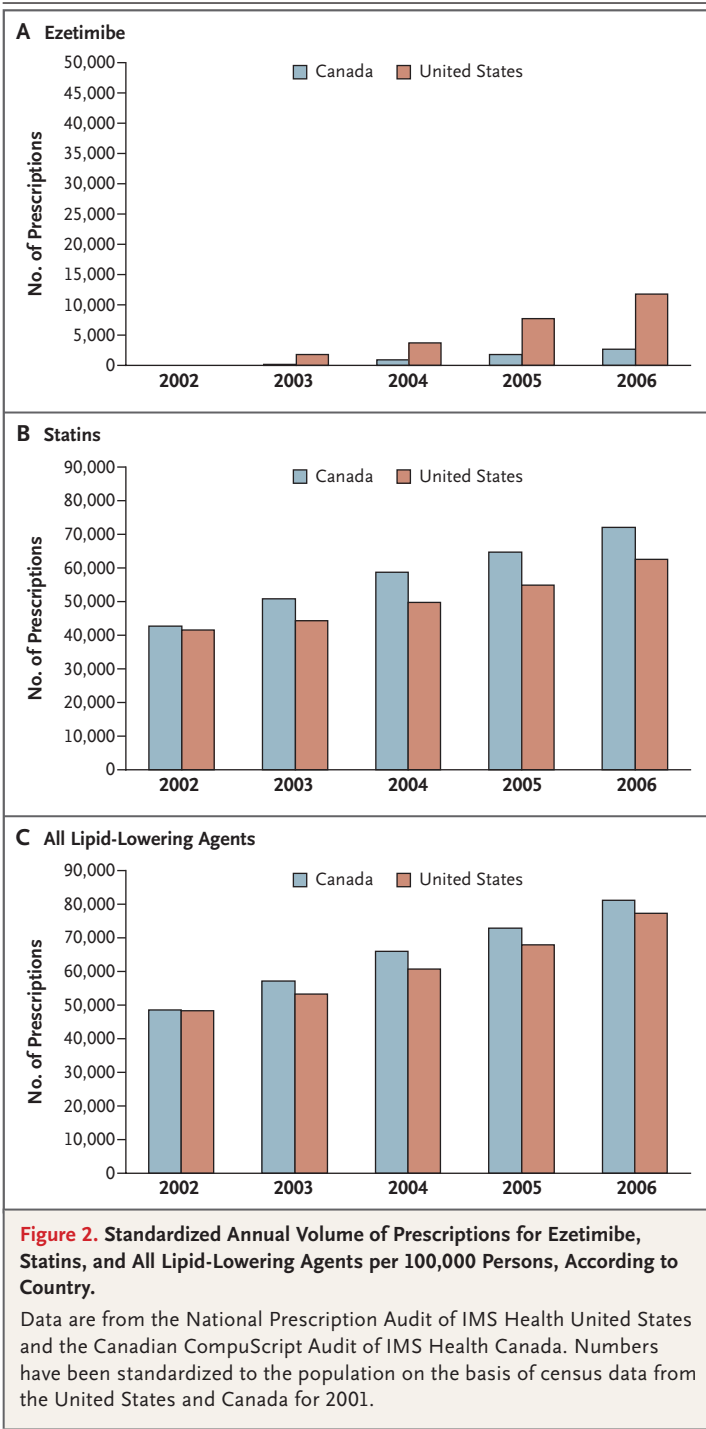 A Ezetimibe
50,000
45,000
40,000
35,000
30,000
25,000
20,000
15,000
10,000
5,000
0
No. of Prescriptions
Canada United States
2002 2003 2004 2005 2006
B Statins
90,000
80,000
70,000
60,000
50,000
40,000
30,000
20,000
10,000
0
No. of Prescriptions
Canada United States
2002 2003 2004 2005 2006
C All Lipid-Lowering Agents
90,000
80,000
70,000
60,000
50,000
40,000
30,000
20,000
10,000
0
No. of Prescriptions
Canada United States
2002 2003 2004 2005 2006
Figure 2. Standardized Annual Volume of Prescriptions for Ezetimibe,
Statins, and All Lipid-Lowering Agents per 100,000 Persons, According to
Country.
Data are from the National Prescription Audit of IMS Health United States
and the Canadian CompuScript Audit of IMS Health Canada. Numbers
have been standardized to the population on the basis of census data from
the United States and Canada for 2001.